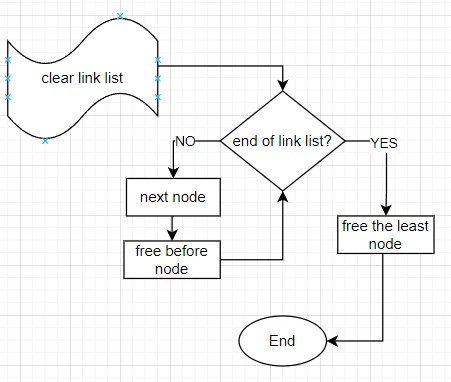 clear link list
end of link list?
NO
YES
next node
free before
node
free the least
node
End